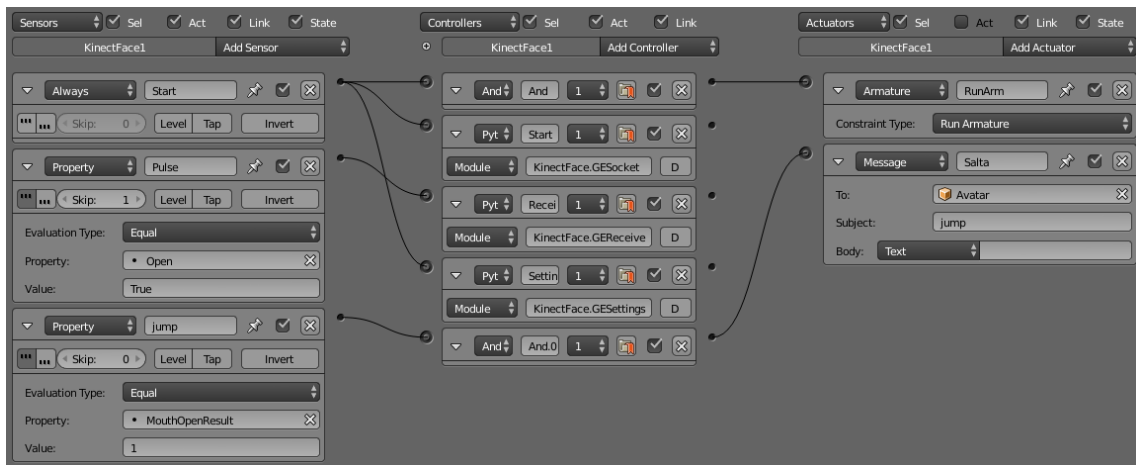 Sensors Sel Act Link State
KinectFace1 Add Sensor
Always Start
Skip: 0 Level Tap Invert
Property Pulse
Skip: 1 Level Tap Invert
Evaluation Type: Equal
Property: Open
Value: True
Property jump
Skip: 0 Level Tap Invert
Evaluation Type: Equal
Property: MouthOpenResult
Value: 1
Controllers Sel Act Link
KinectFace1 Add Controller
And And 1
Pyt Start 1
Module KinectFace.GESocket D
Pyt Recei 1
Module KinectFace.GEReceive D
Pyt Settin 1
Module KinectFace.GESettings D
And And.0 1
Actuators Sel Act Link State
KinectFace1 Add Actuator
Armature RunArm
Constraint Type: Run Armature
Message Salta
To: Avatar
Subject: jump
Body: Text